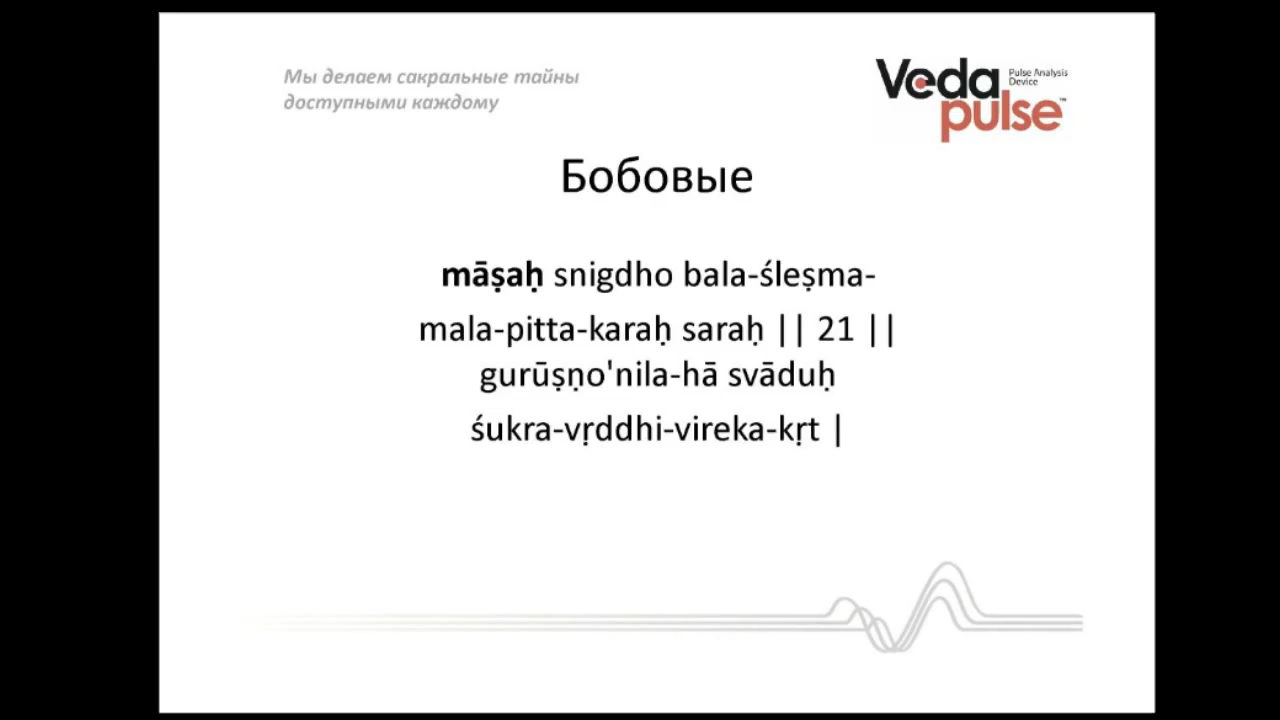 Мы делаем сакральные тайны
доступными каждому
Veda
pulse™
Pulse Analysis
Device
Бобовые
māṣaḥ snigdho bala-śleṣma-
mala-pitta-karaḥ saraḥ || 21 ||
gurūṣṇo'nila-hā svāduḥ
śukra-vṛddhi-vireka-kṛt |